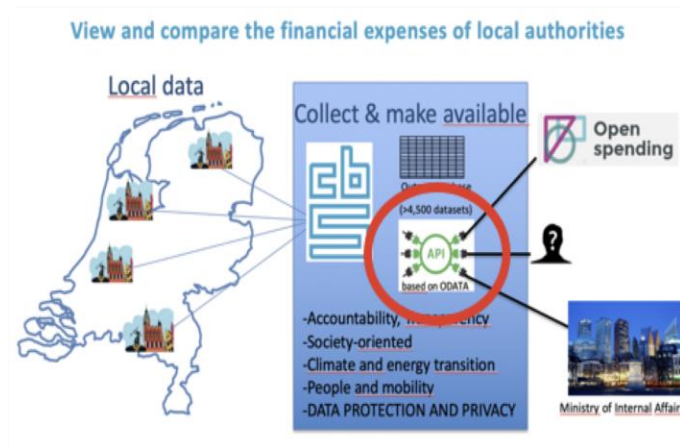 View and compare the financial expenses of local authorities
Local data
Collect & make available
cbs
(>4,500 datasets)
API
based on ODATA
-Accountability, Transparency
-Society-oriented
-Climate and energy transition
-People and mobility
-DATA PROTECTION AND PRIVACY
Open
spending
?
Ministry of Internal Affair